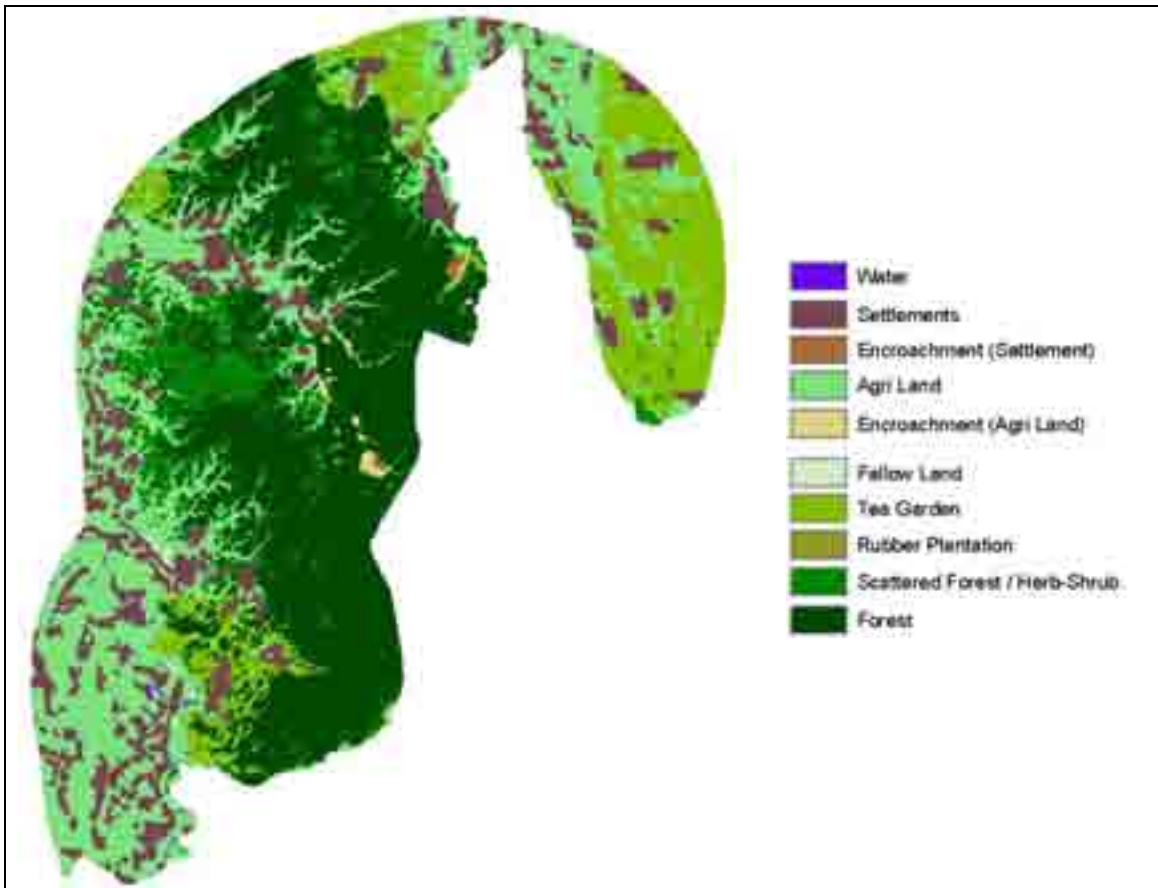 Water
Settlements
Encroachment (Settlement)
Agri Land
Encroachment (Agri Land)
Fallow Land
Tea Garden
Rubber Plantation
Scattered Forest / Herb-Shrub
Forest